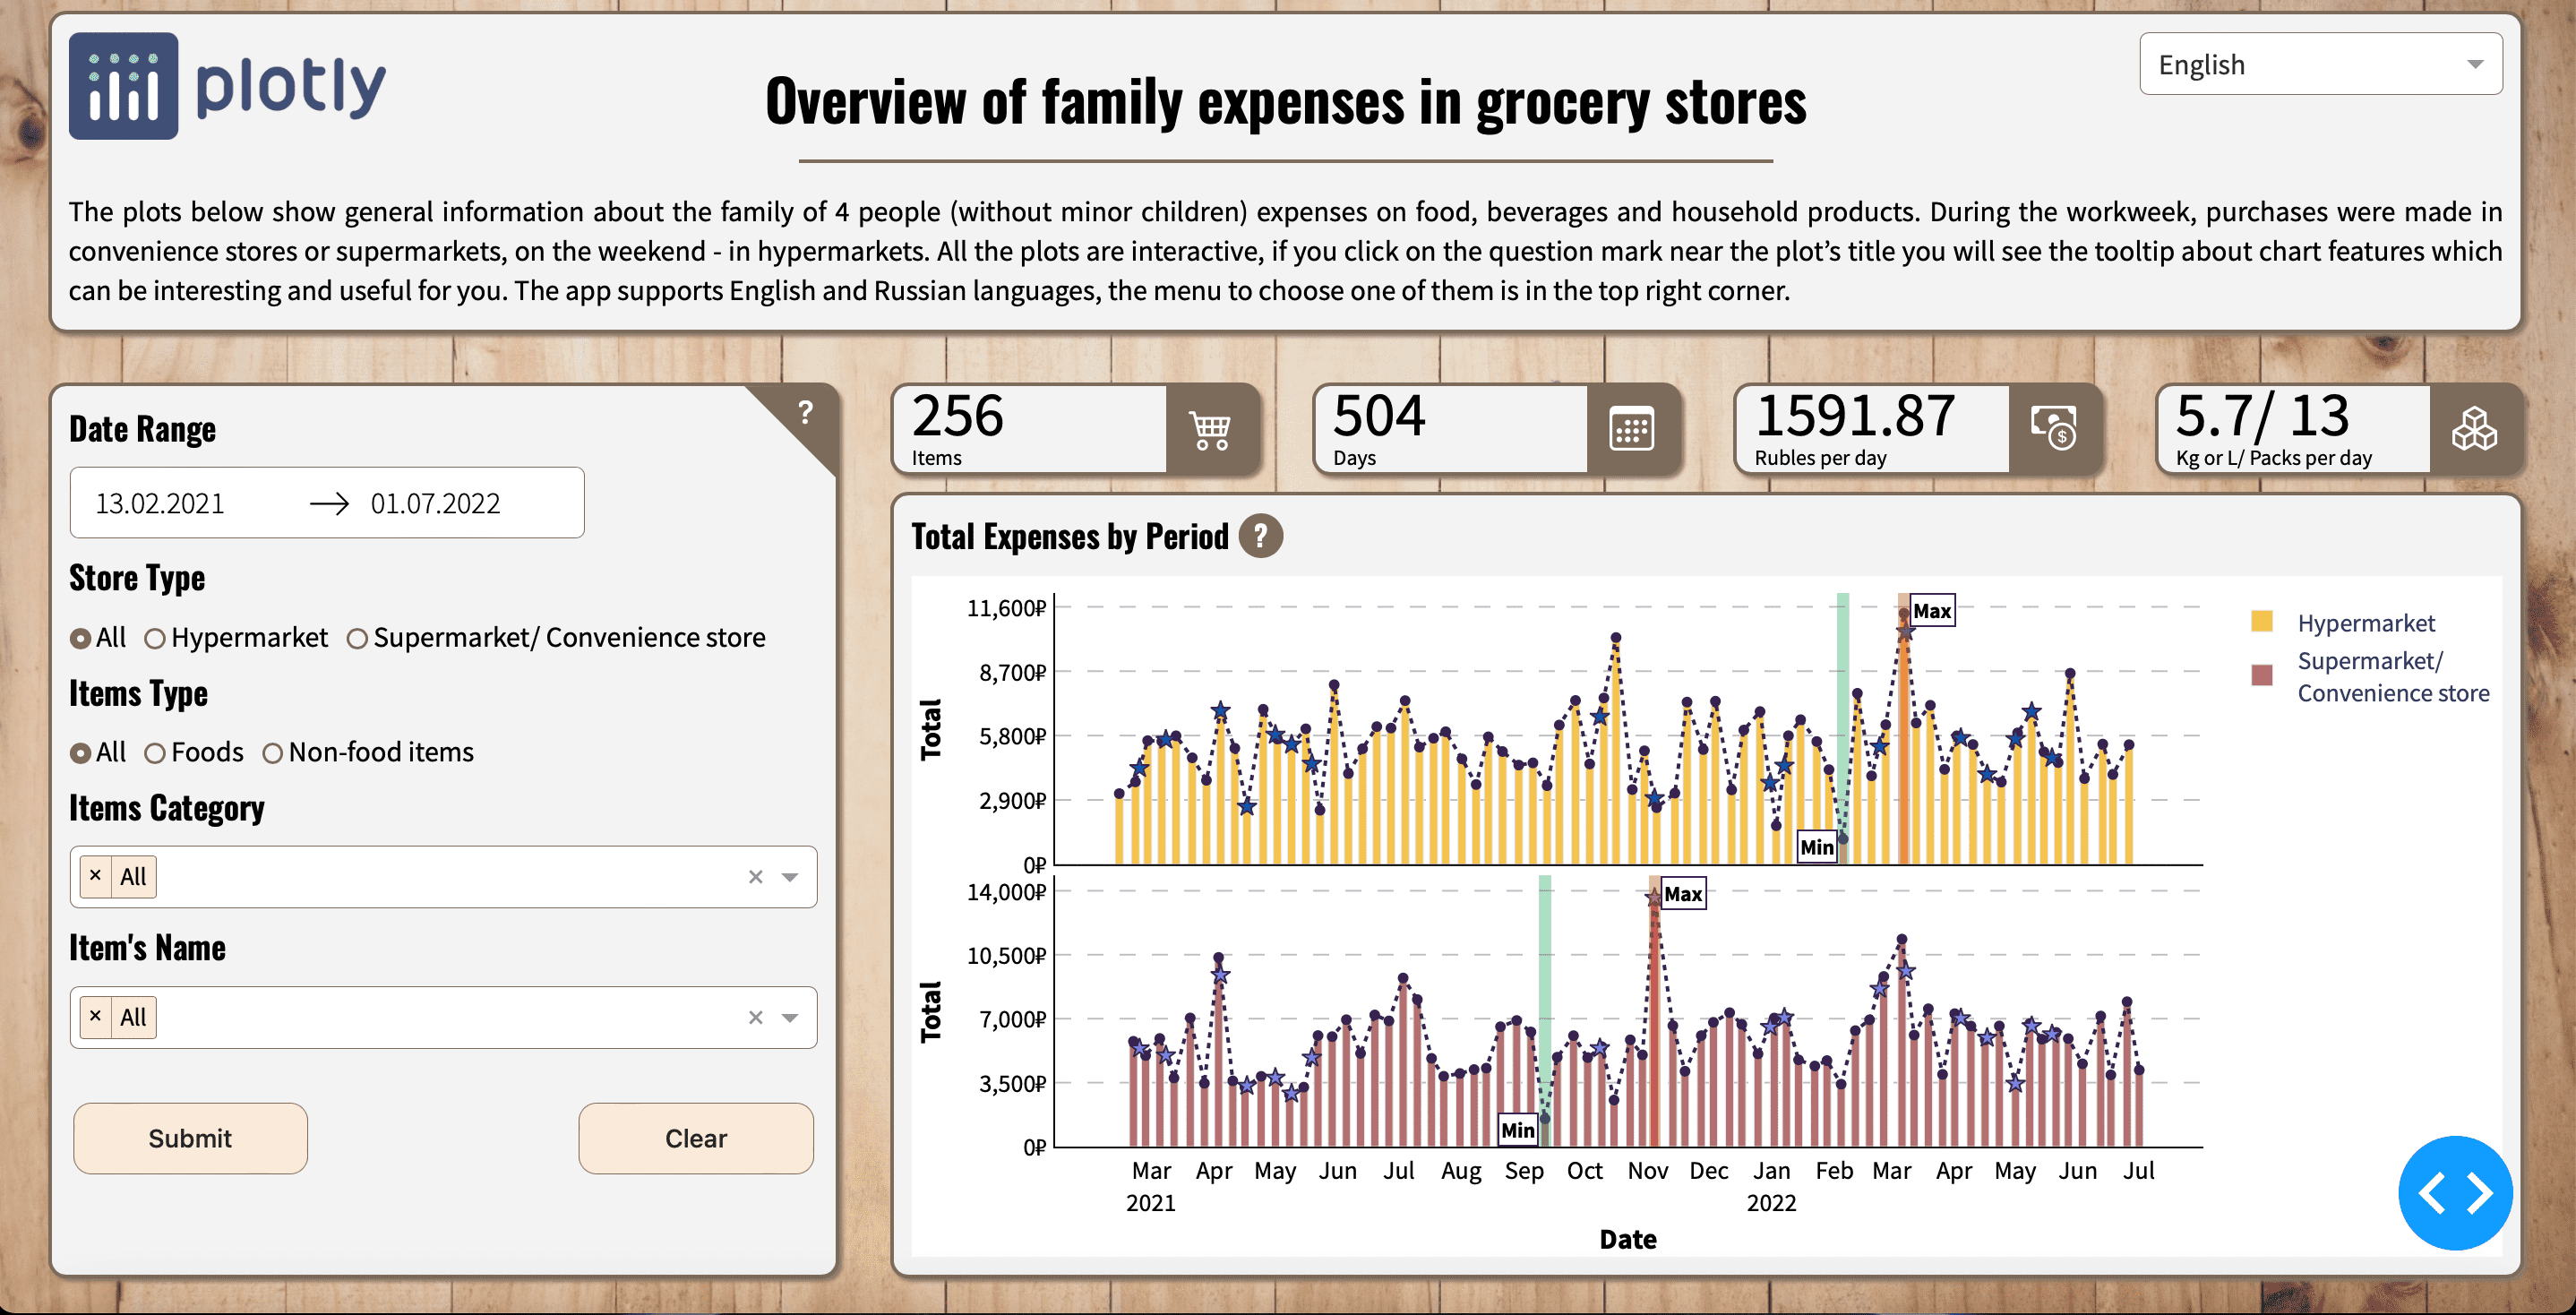 plotly
English
Overview of family expenses in grocery stores
The plots below show general information about the family of 4 people (without minor children) expenses on food, beverages and household products. During the workweek, purchases were made in
convenience stores or supermarkets, on the weekend - in hypermarkets. All the plots are interactive, if you click on the question mark near the plot’s title you will see the tooltip about chart features which
can be interesting and useful for you. The app supports English and Russian languages, the menu to choose one of them is in the top right corner.
Date Range
?
13.02.2021 → 01.07.2022
Store Type
All Hypermarket Supermarket/ Convenience store
Items Type
All Foods Non-food items
Items Category
× All ×
Item's Name
× All ×
Submit Clear
256
Items
504
Days
1591.87
Rubles per day
5.7/ 13
Kg or L/ Packs per day
Total Expenses by Period ?
11,600₽
8,700₽
5,800₽
2,900₽
0₽
Total
Max
Min
Hypermarket
Supermarket/
Convenience store
14,000₽
10,500₽
7,000₽
3,500₽
0₽
Total
Max
Min
Mar Apr May Jun Jul Aug Sep Oct Nov Dec Jan Feb Mar Apr May Jun Jul
2021 2022
Date